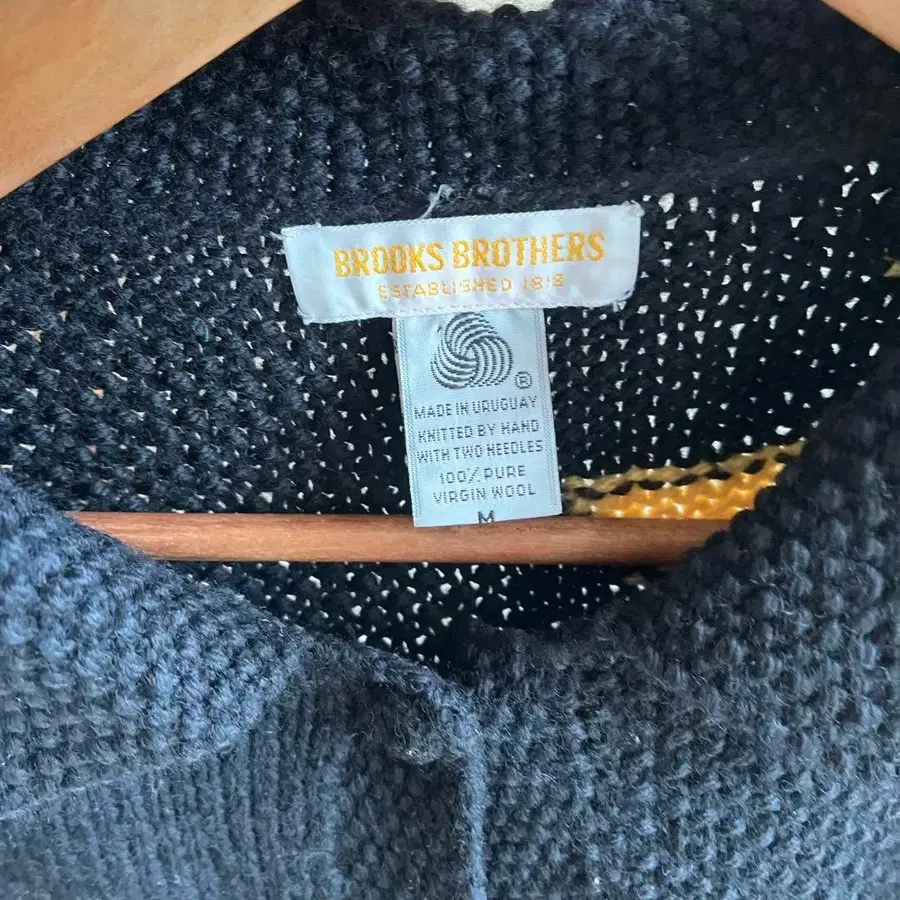 BROOKS BROTHERS
ESTABLISHED 1818
®
MADE IN URUGUAY
KNITTED BY HAND
WITH TWO NEEDLES
100% PURE
VIRGIN WOOL
M